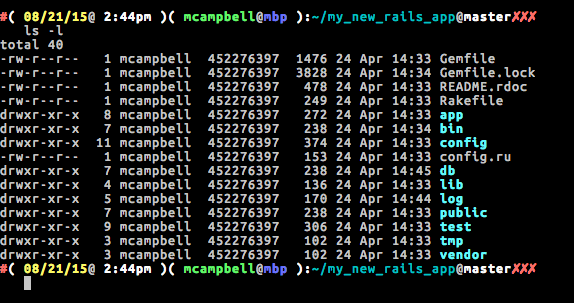 #( 08/21/15@ 2:44pm )( mcampbell@mbp ):~/my_new_rails_app@master✗✗✗
ls -l
total 40
-rw-r--r-- 1 mcampbell 452276397 1476 24 Apr 14:33 Gemfile
-rw-r--r-- 1 mcampbell 452276397 3828 24 Apr 14:34 Gemfile.lock
-rw-r--r-- 1 mcampbell 452276397 478 24 Apr 14:33 README.rdoc
-rw-r--r-- 1 mcampbell 452276397 249 24 Apr 14:33 Rakefile
drwxr-xr-x 8 mcampbell 452276397 272 24 Apr 14:33 app
drwxr-xr-x 7 mcampbell 452276397 238 24 Apr 14:34 bin
drwxr-xr-x 11 mcampbell 452276397 374 24 Apr 14:33 config
-rw-r--r-- 1 mcampbell 452276397 153 24 Apr 14:33 config.ru
drwxr-xr-x 7 mcampbell 452276397 238 24 Apr 14:45 db
drwxr-xr-x 4 mcampbell 452276397 136 24 Apr 14:33 lib
drwxr-xr-x 5 mcampbell 452276397 170 24 Apr 14:44 log
drwxr-xr-x 7 mcampbell 452276397 238 24 Apr 14:33 public
drwxr-xr-x 9 mcampbell 452276397 306 24 Apr 14:33 test
drwxr-xr-x 3 mcampbell 452276397 102 24 Apr 14:33 tmp
drwxr-xr-x 3 mcampbell 452276397 102 24 Apr 14:33 vendor
#( 08/21/15@ 2:44pm )( mcampbell@mbp ):~/my_new_rails_app@master✗✗✗